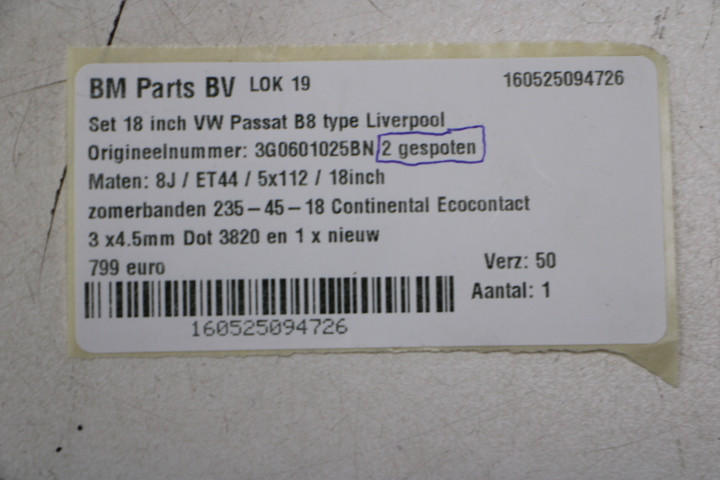 BM Parts BV LOK 19 160525094726
Set 18 inch VW Passat B8 type Liverpool
Origineelnummer: 3G0601025BN 2 gespoten
Maten: 8J / ET44 / 5x112 / 18inch
zomerbanden 235-45-18 Continental Ecocontact
3 x4.5mm Dot 3820 en 1 x nieuw
799 euro Verz: 50
Aantal: 1
160525094726